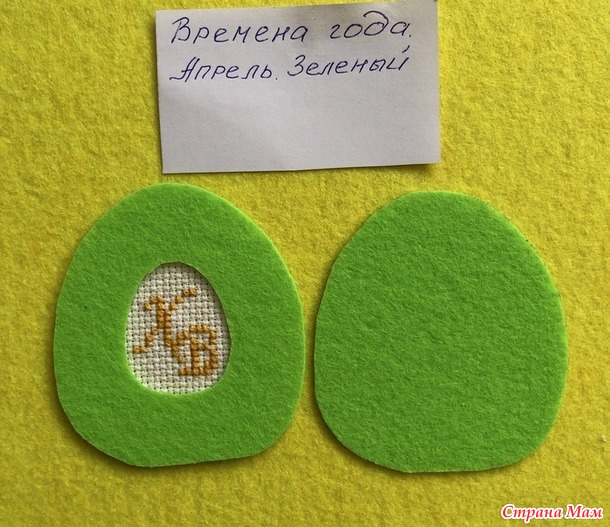 Времена года.
Апрель. Зеленый
ХВ
Страна Мам